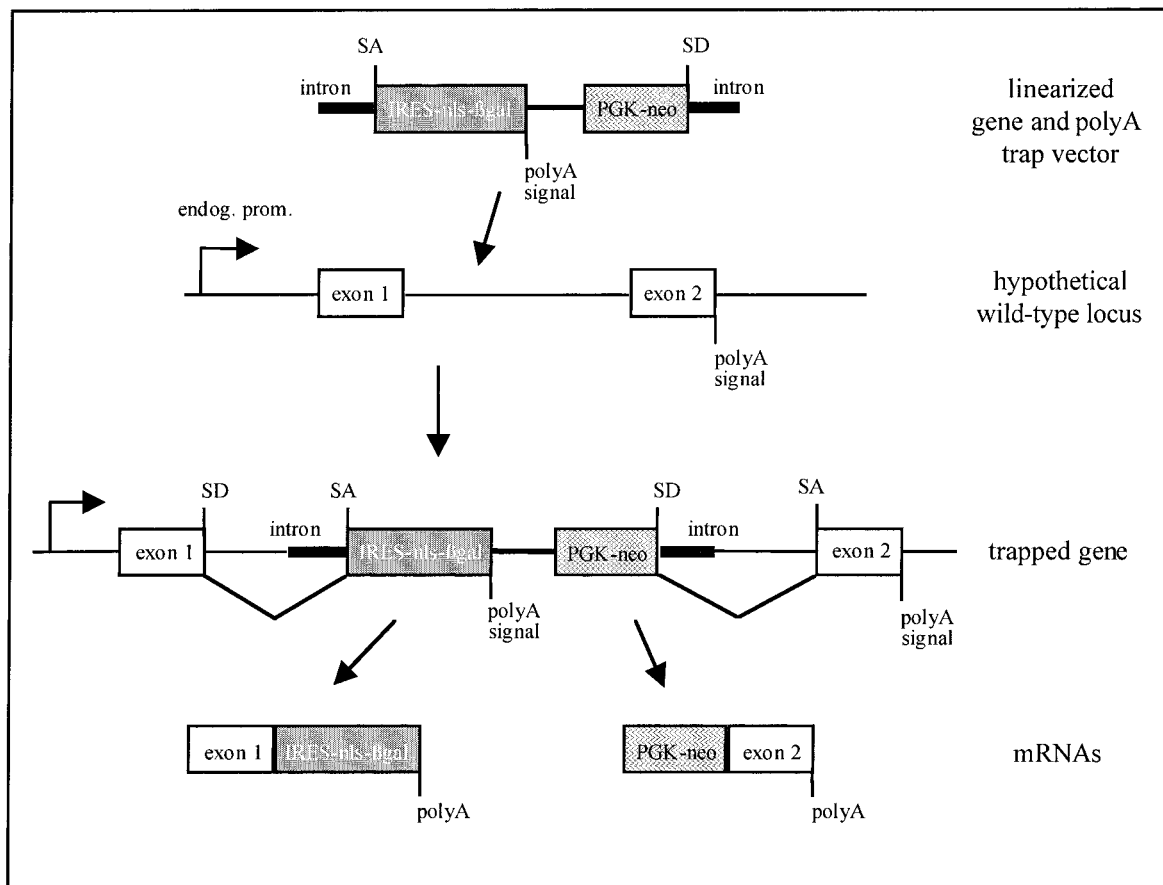 SA
SD
intron
IRES-nls-βgal
PGK-neo
intron
polyA
signal
linearized
gene and polyA
trap vector
endog. prom.
exon 1
exon 2
polyA
signal
hypothetical
wild-type locus
SD
SA
SD
SA
intron
intron
exon 1
IRES-nls-βgal
PGK-neo
exon 2
polyA
signal
polyA
signal
trapped gene
exon 1
IRES-nls-βgal
polyA
PGK-neo
exon 2
polyA
mRNAs